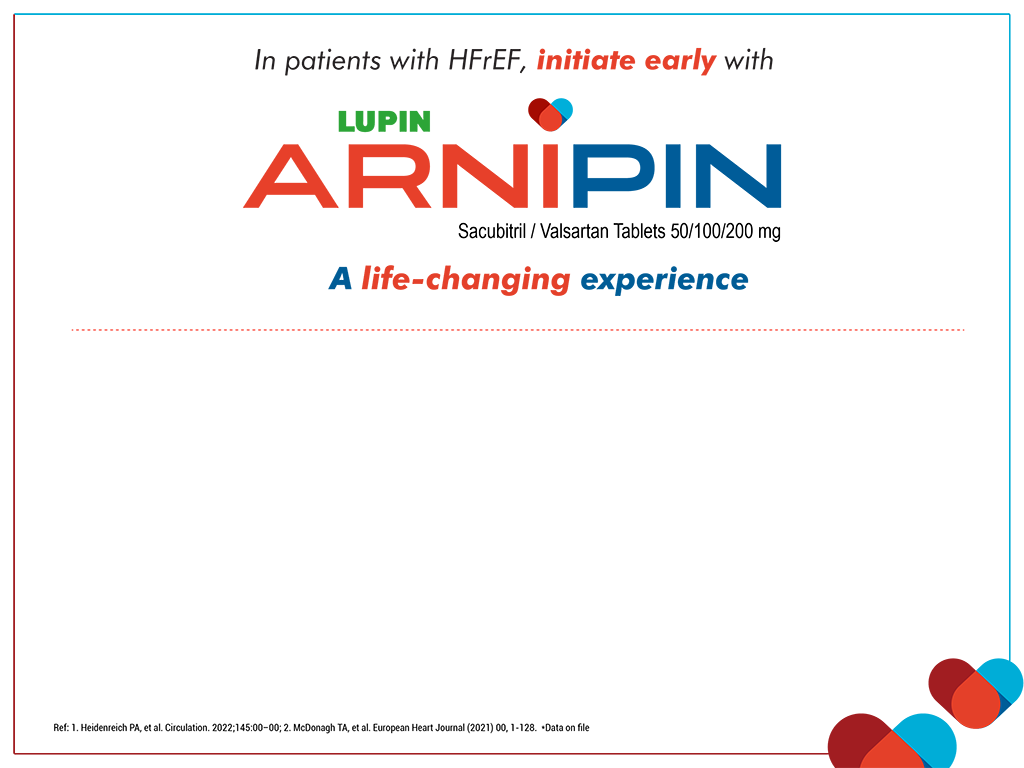 In patients with HFrEF, initiate early with
LUPIN
ARNiPIN
Sacubitril / Valsartan Tablets 50/100/200 mg
A life-changing experience
Ref: 1. Heidenreich PA, et al. Circulation. 2022;145:00–00; 2. McDonagh TA, et al. European Heart Journal (2021) 00, 1-128. *Data on file